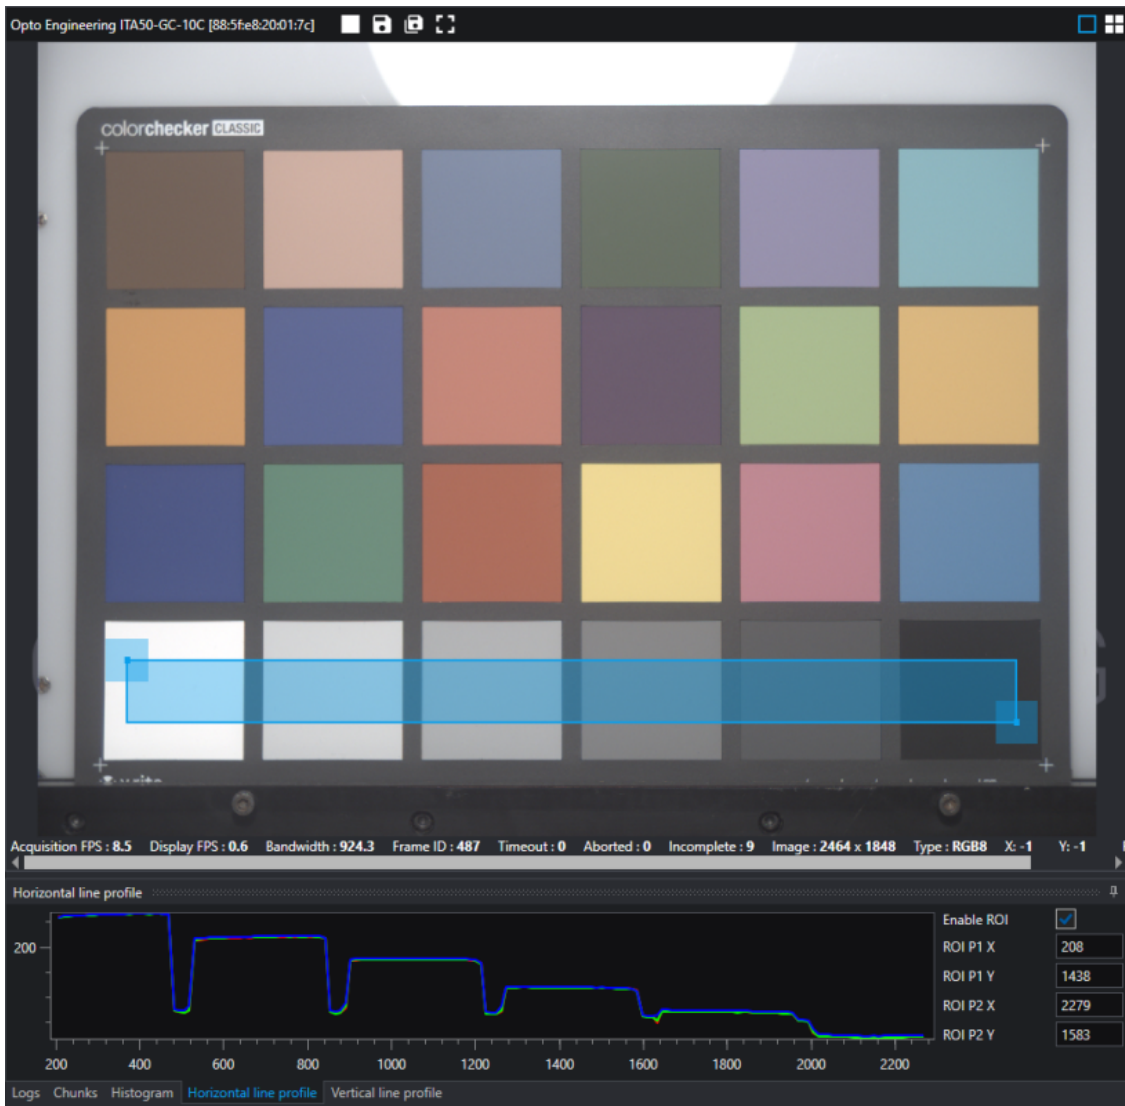 Opto Engineering ITA50-GC-10C [88:5f:e8:20:01:7c]
colorchecker CLASSIC
Acquisition FPS : 8.5 Display FPS : 0.6 Bandwidth : 924.3 Frame ID : 487 Timeout : 0 Aborted : 0 Incomplete : 9 Image : 2464 x 1848 Type : RGB8 X: -1 Y: -1
Horizontal line profile
Enable ROI
200
ROI P1 X 208
ROI P1 Y 1438
ROI P2 X 2279
ROI P2 Y 1583
200 400 600 800 1000 1200 1400 1600 1800 2000 2200
Logs Chunks Histogram Horizontal line profile Vertical line profile